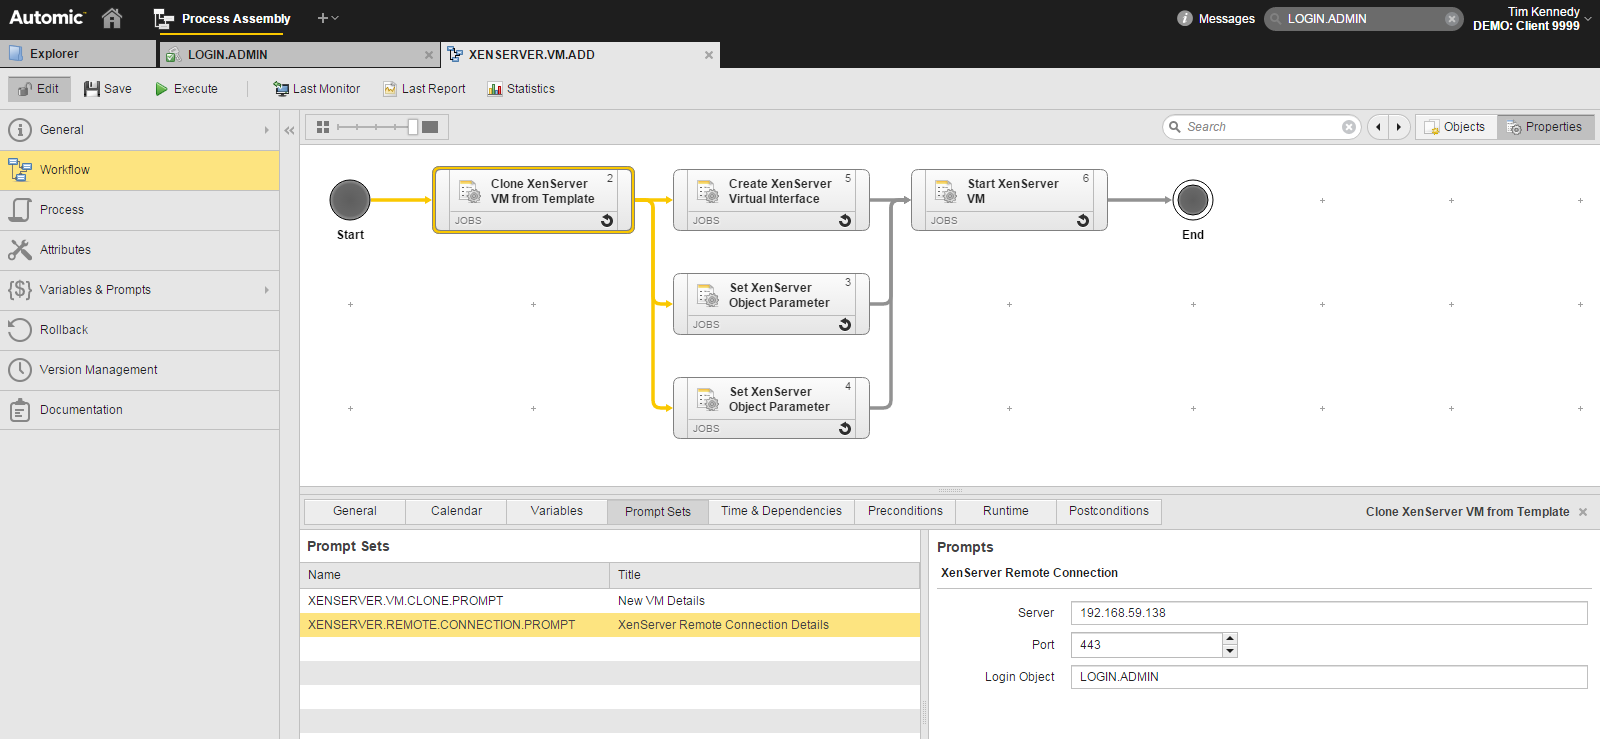 Automic
Process Assembly
Messages
LOGIN.ADMIN
Tim Kennedy
DEMO: Client 9999
Explorer
LOGIN.ADMIN
XENSERVER.VM.ADD
Edit
Save
Execute
Last Monitor
Last Report
Statistics
General
Workflow
Process
Attributes
Variables & Prompts
Rollback
Version Management
Documentation
Search
Objects
Properties
Start
Clone XenServer
VM from Template
2
JOBS
Create XenServer
Virtual Interface
5
JOBS
Start XenServer
VM
6
JOBS
End
Set XenServer
Object Parameter
3
JOBS
Set XenServer
Object Parameter
4
JOBS
General
Calendar
Variables
Prompt Sets
Time & Dependencies
Preconditions
Runtime
Postconditions
Clone XenServer VM from Template
Prompt Sets
Name
Title
XENSERVER.VM.CLONE.PROMPT
New VM Details
XENSERVER.REMOTE.CONNECTION.PROMPT
XenServer Remote Connection Details
Prompts
XenServer Remote Connection
Server
192.168.59.138
Port
443
Login Object
LOGIN.ADMIN